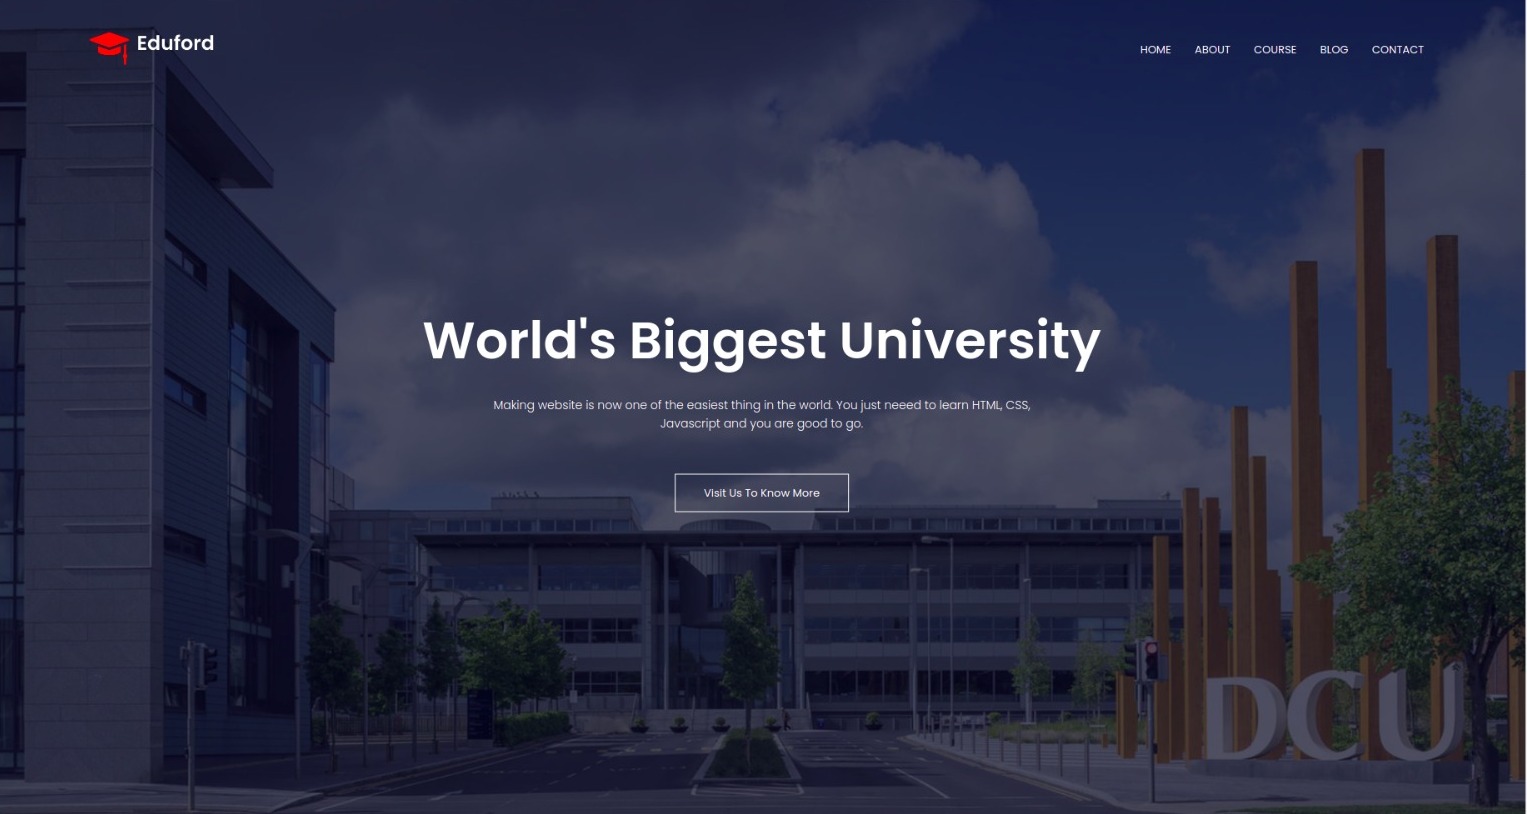 Eduford
HOME ABOUT COURSE BLOG CONTACT
World's Biggest University
Making website is now one of the easiest thing in the world. You just neeed to learn HTML, CSS,
Javascript and you are good to go.
Visit Us To Know More
DCU